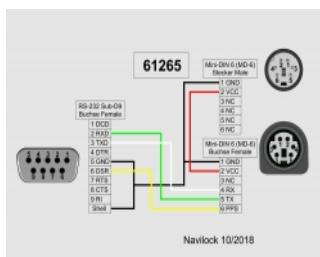 61265
Mini-DIN 6 (MD-6)
Stecker Male
1 GND
2 VCC
3 NC
4 NC
5 NC
6 NC
RS-232 Sub-D9
Buchse Female
1 DCD
2 RXD
3 TXD
4 DTR
5 GND
6 DSR
7 RTS
8 CTS
9 RI
Shell
Mini-DIN 6 (MD-6)
Buchse Female
1 GND
2 VCC
3 NC
4 RX
5 TX
6 PPS
Navilock 10/2018